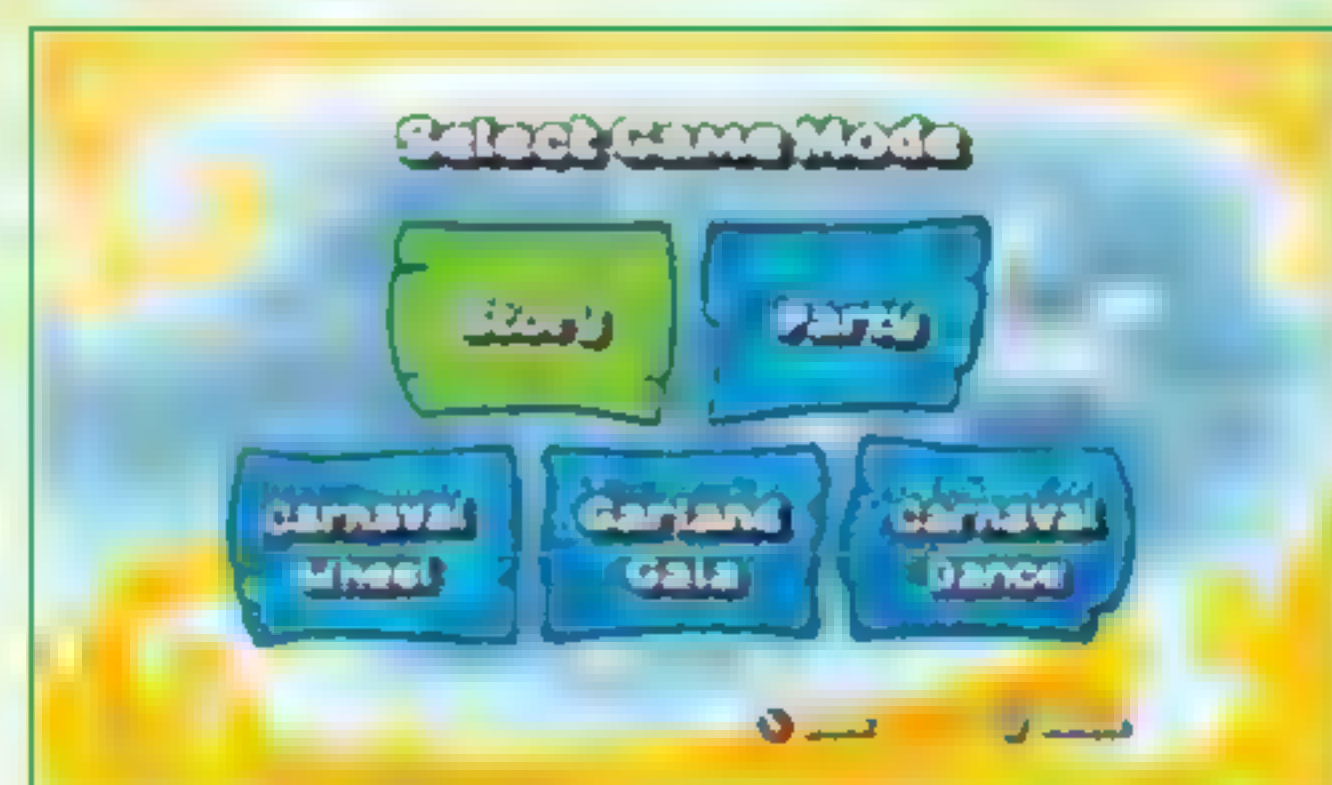 Select Game Mode
Story
Party
Carnaval
Wheel
Garland
Gala
Carnaval
Dance